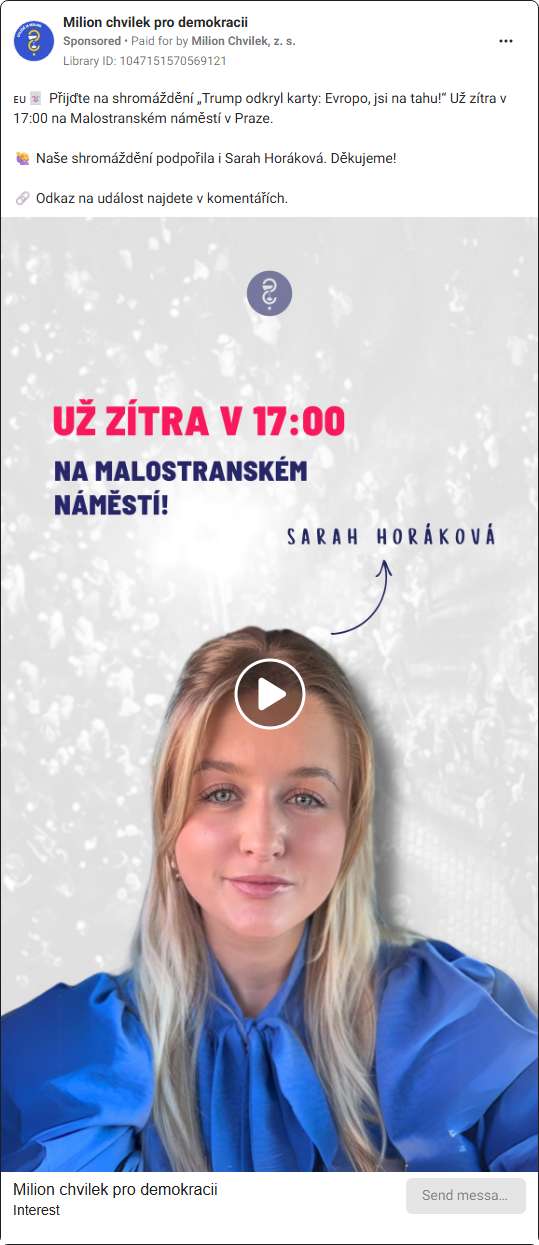 Milion chvilek pro demokracii
Sponsored • Paid for by Milion Chvilek, z. s.
Library ID: 1047151570569121
EU🃏 Přijďte na shromáždění „Trump odkryl karty: Evropo, jsi na tahu!“ Už zítra v
17:00 na Malostranském náměstí v Praze.
🙋 Naše shromáždění podpořila i Sarah Horáková. Děkujeme!
🔗 Odkaz na událost najdete v komentářích.
UŽ ZÍTRA V 17:00
NA MALOSTRANSKÉM
NÁMĚSTÍ!
SARAH HORÁKOVÁ
Milion chvilek pro demokracii
Interest
Send messa...